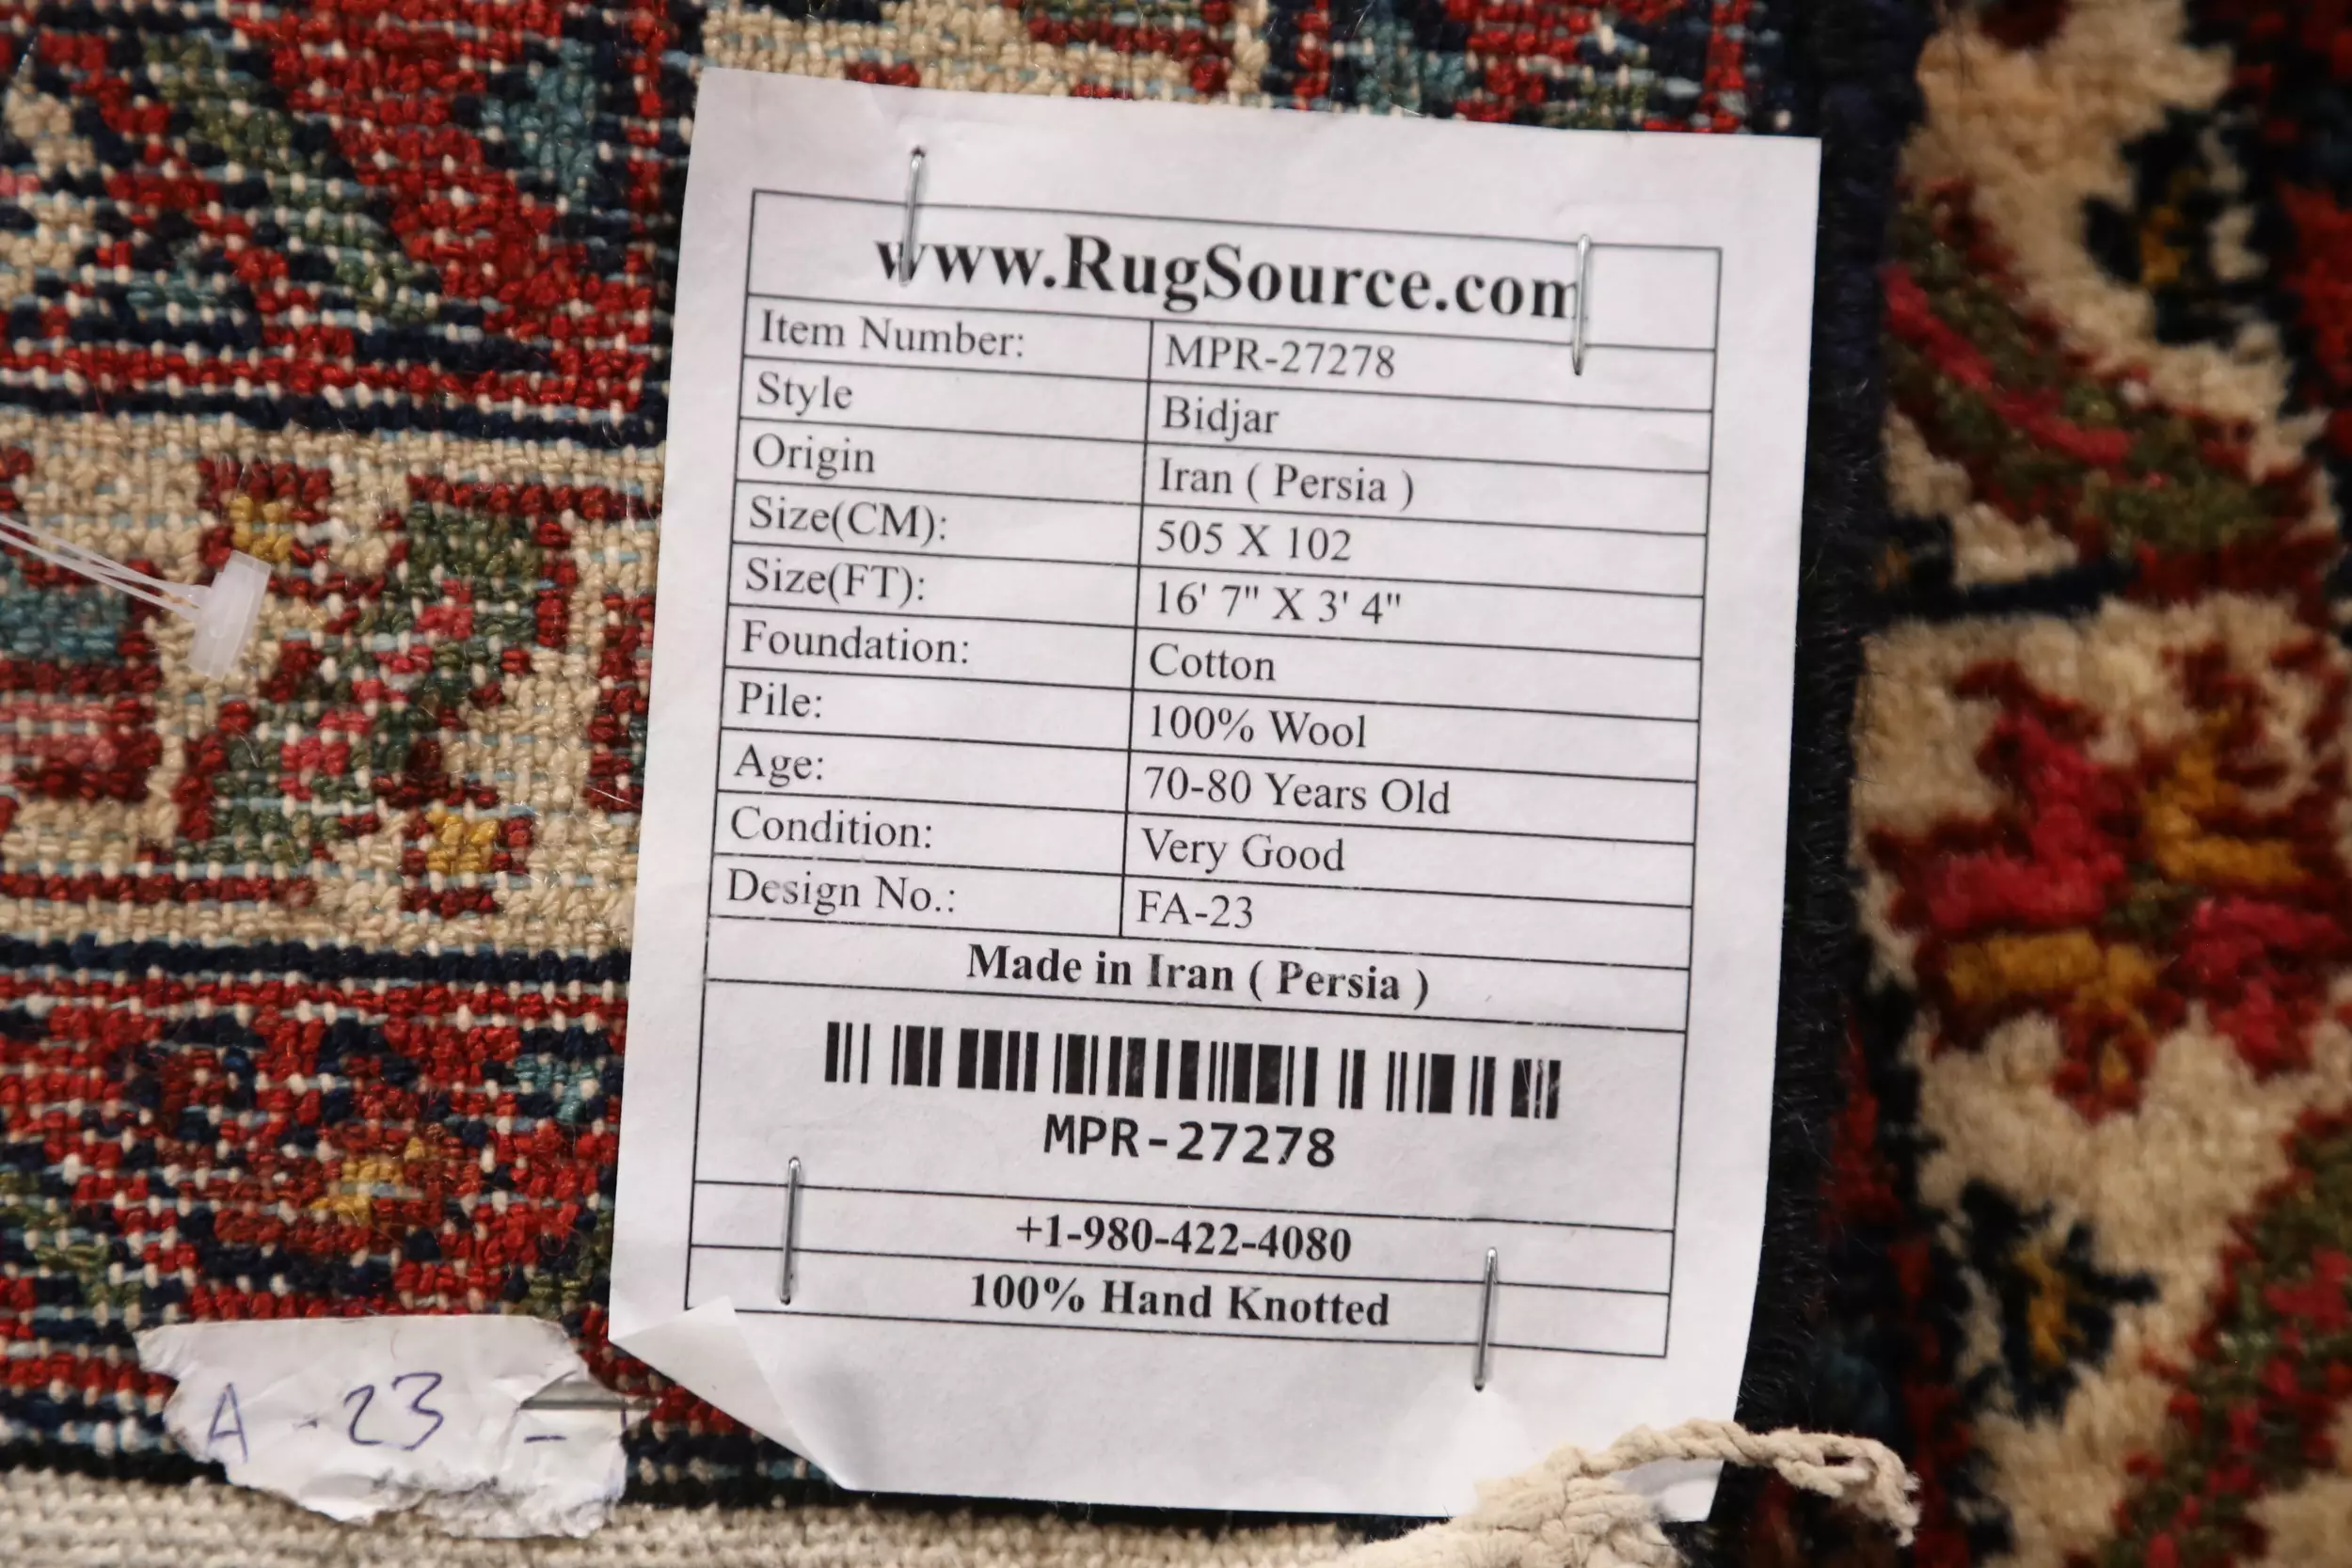 www.RugSource.com
Item Number: MPR-27278
Style Bidjar
Origin Iran ( Persia )
Size(CM): 505 X 102
Size(FT): 16' 7" X 3' 4"
Foundation: Cotton
Pile: 100% Wool
Age: 70-80 Years Old
Condition: Very Good
Design No.: FA-23
Made in Iran ( Persia )
MPR-27278
+1-980-422-4080
100% Hand Knotted
A - 23 -